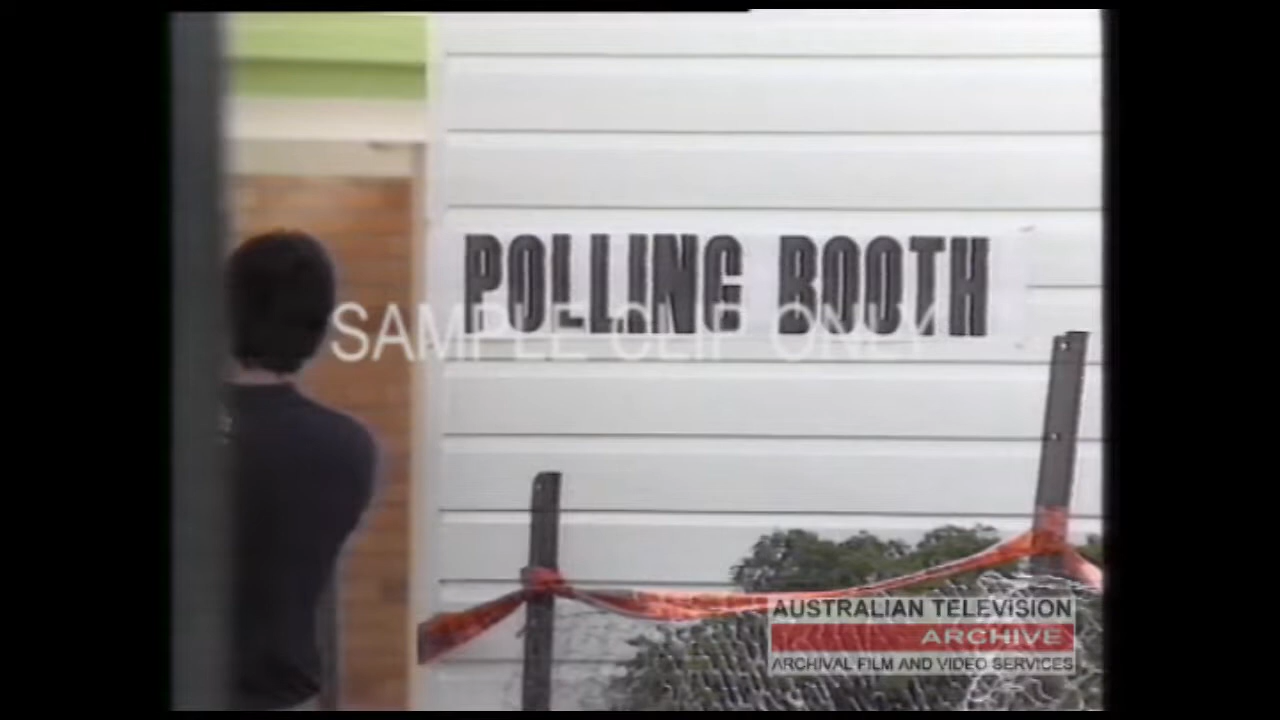 POLLING BOOTH
SAMPLE CLIP ONLY
AUSTRALIAN TELEVISION
ARCHIVE
ARCHIVAL FILM AND VIDEO SERVICES